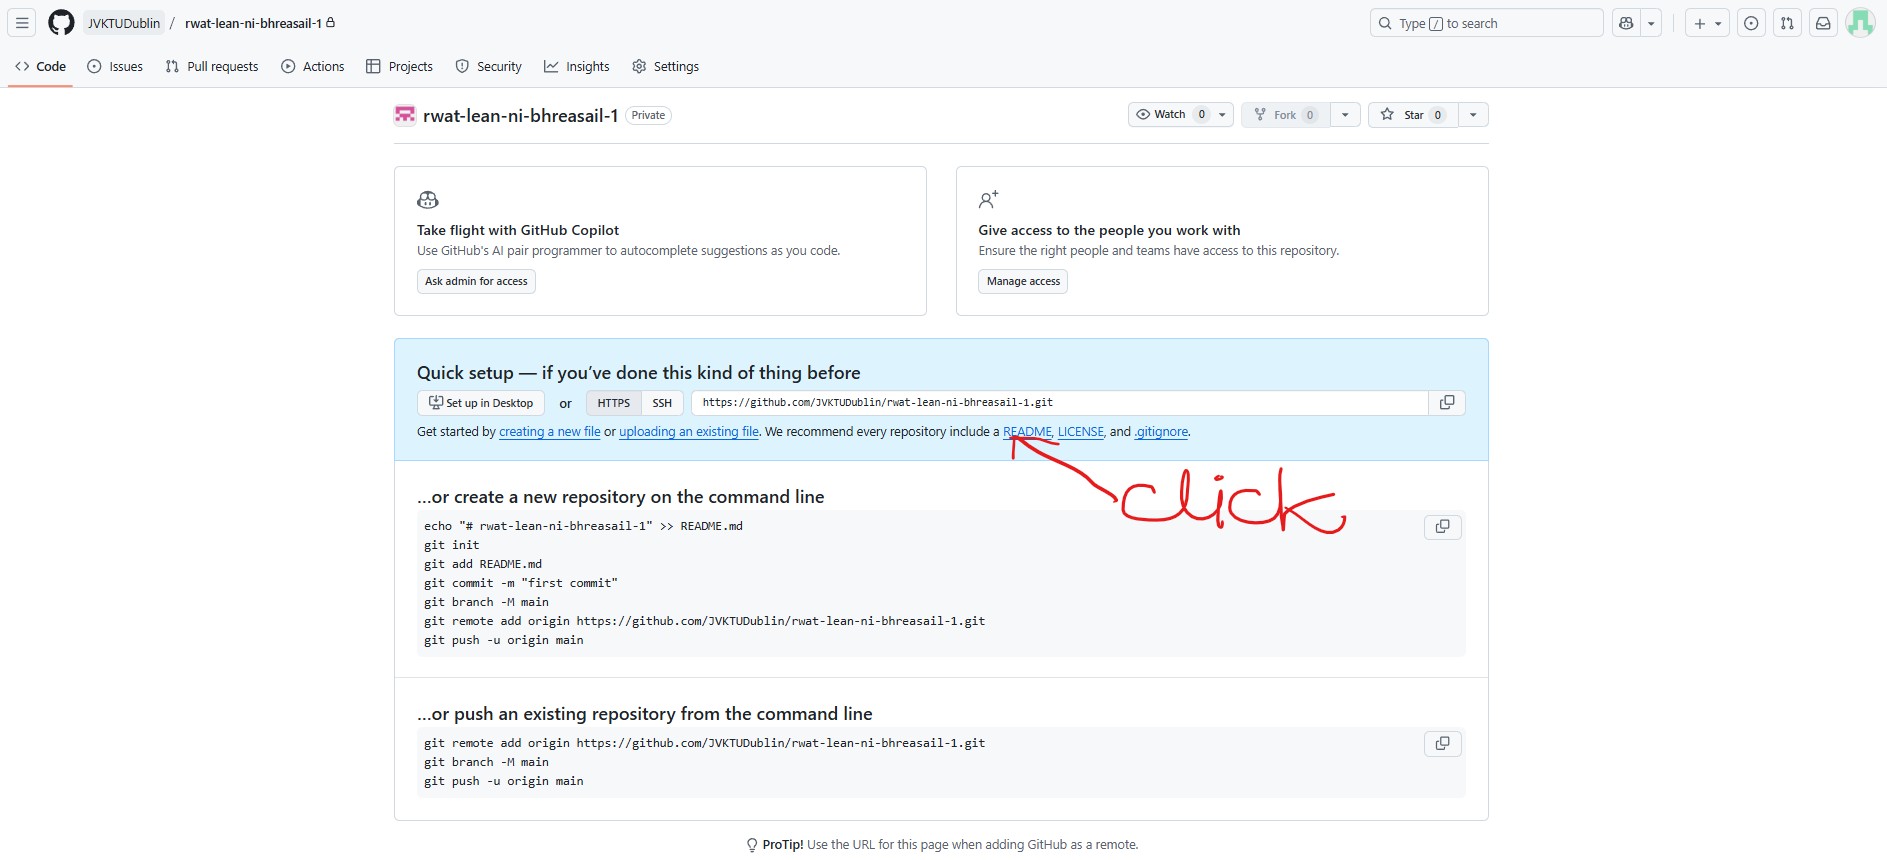 JVKTUDublin / rwat-lean-ni-bhreasail-1
Type / to search
Code Issues Pull requests Actions Projects Security Insights Settings
rwat-lean-ni-bhreasail-1 Private
Watch 0 Fork 0 Star 0
Take flight with GitHub Copilot
Use GitHub's AI pair programmer to autocomplete suggestions as you code.
Ask admin for access
Give access to the people you work with
Ensure the right people and teams have access to this repository.
Manage access
Quick setup — if you've done this kind of thing before
Set up in Desktop or HTTPS SSH https://github.com/JVKTUDublin/rwat-lean-ni-bhreasail-1.git
Get started by creating a new file or uploading an existing file. We recommend every repository include a README, LICENSE, and .gitignore.
click
…or create a new repository on the command line
echo "# rwat-lean-ni-bhreasail-1" >> README.md
git init
git add README.md
git commit -m "first commit"
git branch -M main
git remote add origin https://github.com/JVKTUDublin/rwat-lean-ni-bhreasail-1.git
git push -u origin main
…or push an existing repository from the command line
git remote add origin https://github.com/JVKTUDublin/rwat-lean-ni-bhreasail-1.git
git branch -M main
git push -u origin main
ProTip! Use the URL for this page when adding GitHub as a remote.